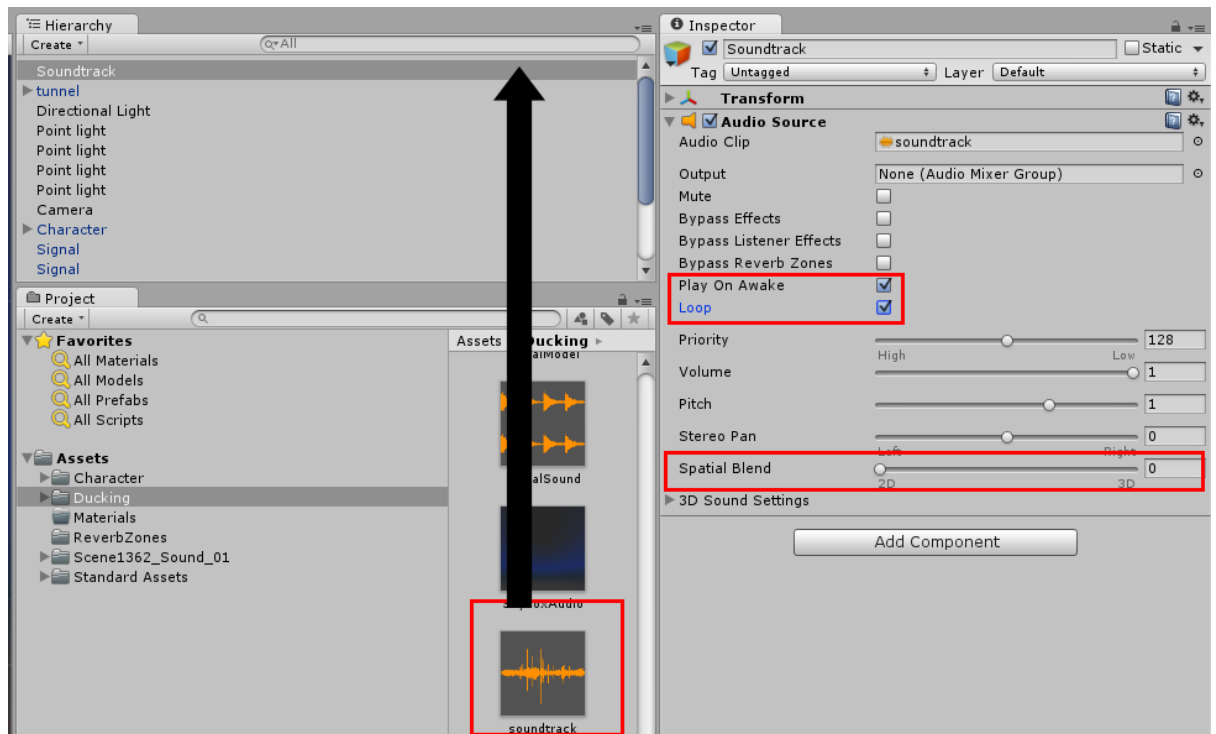 Hierarchy
Create
All
Soundtrack
tunnel
Directional Light
Point light
Point light
Point light
Point light
Camera
Character
Signal
Signal
Project
Create
Favorites
All Materials
All Models
All Prefabs
All Scripts
Assets
Character
Ducking
Materials
ReverbZones
Scene1362_Sound_01
Standard Assets
Assets
soundtrack
Inspector
Soundtrack
Static
Tag Untagged Layer Default
Transform
Audio Source
Audio Clip soundtrack
Output None (Audio Mixer Group)
Mute
Bypass Effects
Bypass Listener Effects
Bypass Reverb Zones
Play On Awake
Loop
Priority 128
High Low
Volume 1
Pitch 1
Stereo Pan 0
Left Right
Spatial Blend 0
2D 3D
3D Sound Settings
Add Component